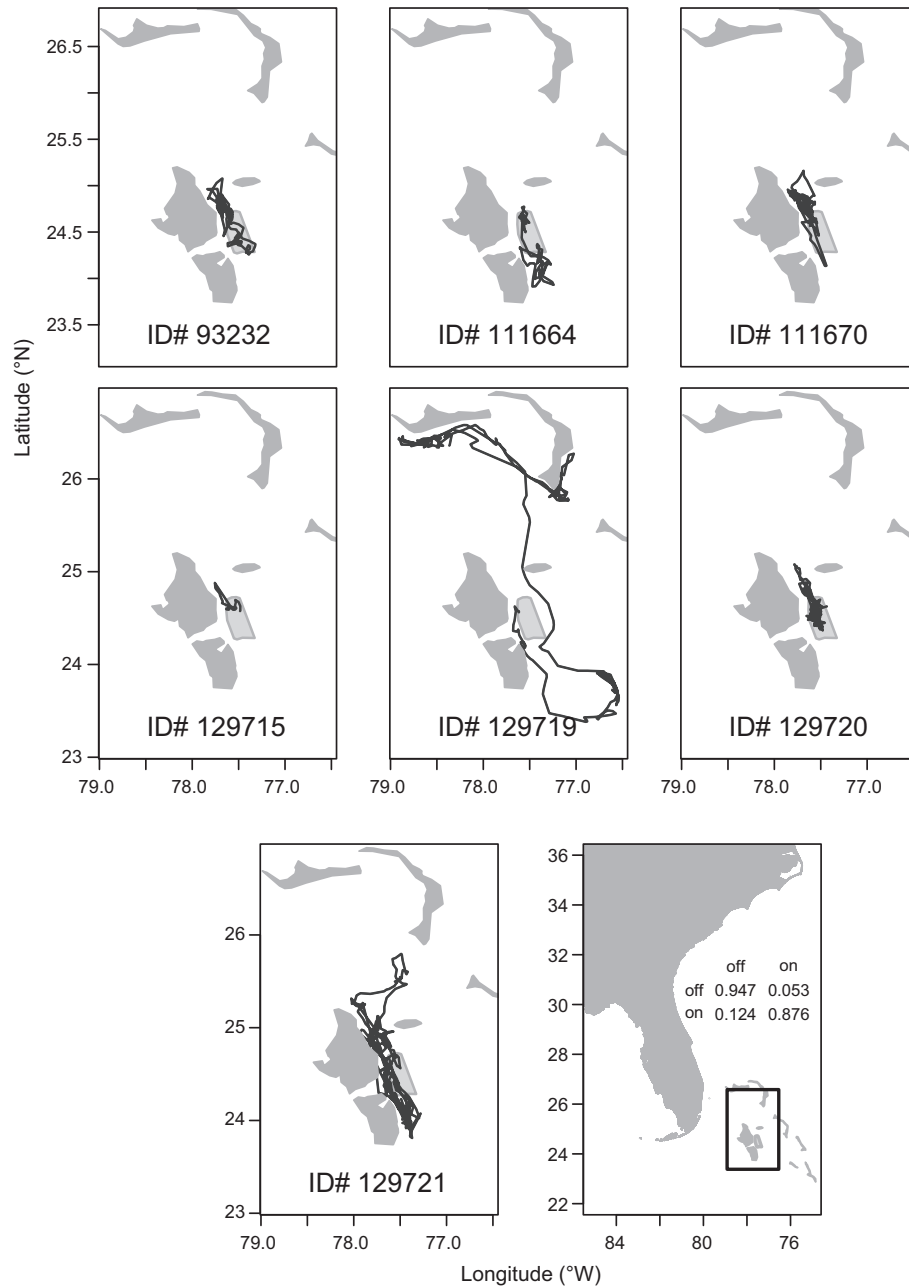 26.5
25.5
24.5
23.5
ID# 93232
ID# 111664
ID# 111670
Latitude (°N)
26
25
24
23
ID# 129715
ID# 129719
ID# 129720
79.0 78.0 77.0
79.0 78.0 77.0
79.0 78.0 77.0
26
25
24
23
ID# 129721
79.0 78.0 77.0
36
34
32
30
28
26
24
22
off on
off 0.947 0.053
on 0.124 0.876
84 80 76
Longitude (°W)